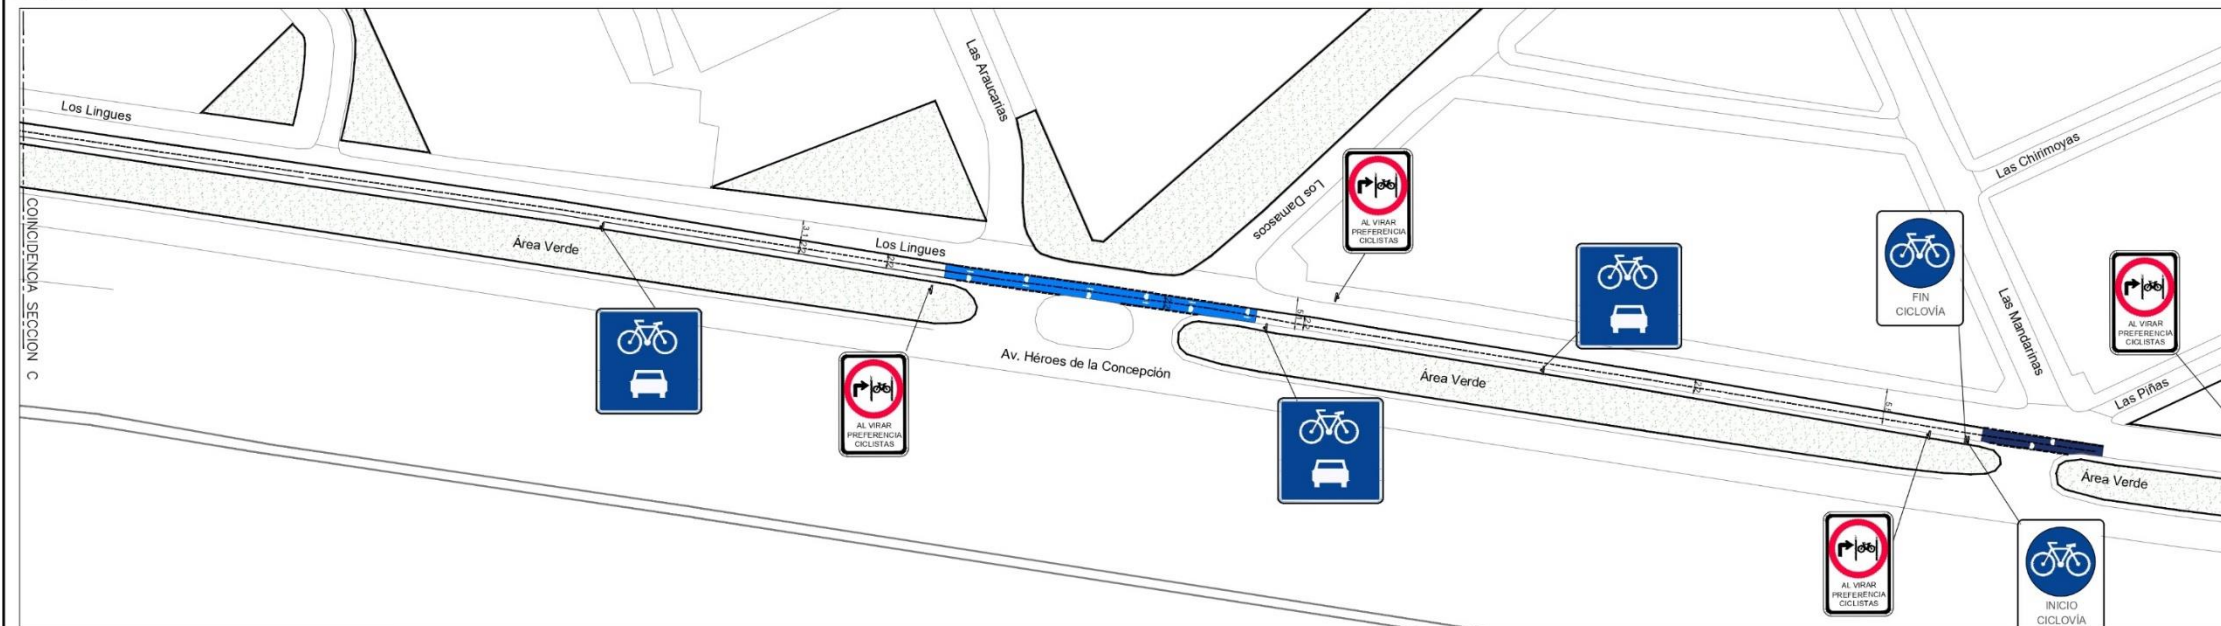 Los Lingues
COINCIDENCIA SECCION C
Área Verde
Las Araucarias
Los Lingues
AL VIRAR
PREFERENCIA
CICLISTAS
Av. Héroes de la Concepción
Los Damascos
AL VIRAR
PREFERENCIA
CICLISTAS
Área Verde
FIN
CICLOVÍA
Las Chirimoyas
Las Mandarinas
Las Piñas
AL VIRAR
PREFERENCIA
CICLISTAS
Área Verde
AL VIRAR
PREFERENCIA
CICLISTAS
INICIO
CICLOVÍA